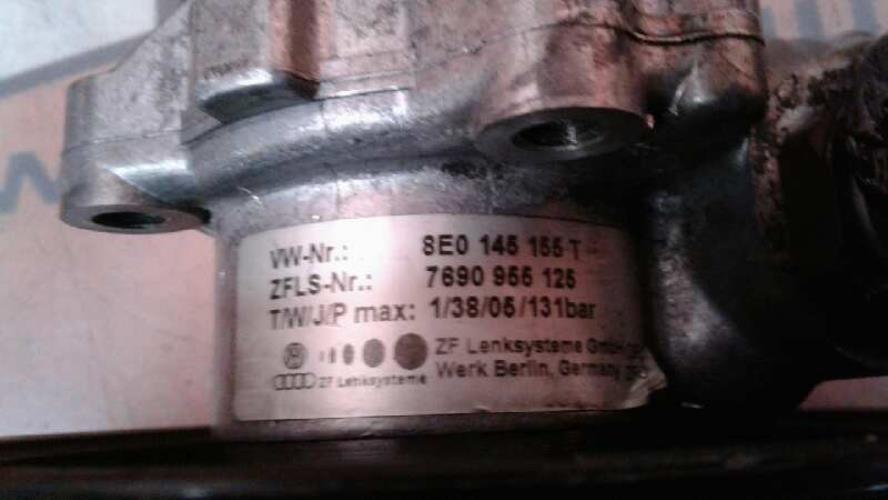 VW-Nr.: 8E0 145 155 T
ZFLS-Nr.: 7690 955 125
T/W/J/P max: 1/38/05/131bar
ZF Lenksysteme GmbH
ZF Lenksysteme
Werk Berlin, Germany